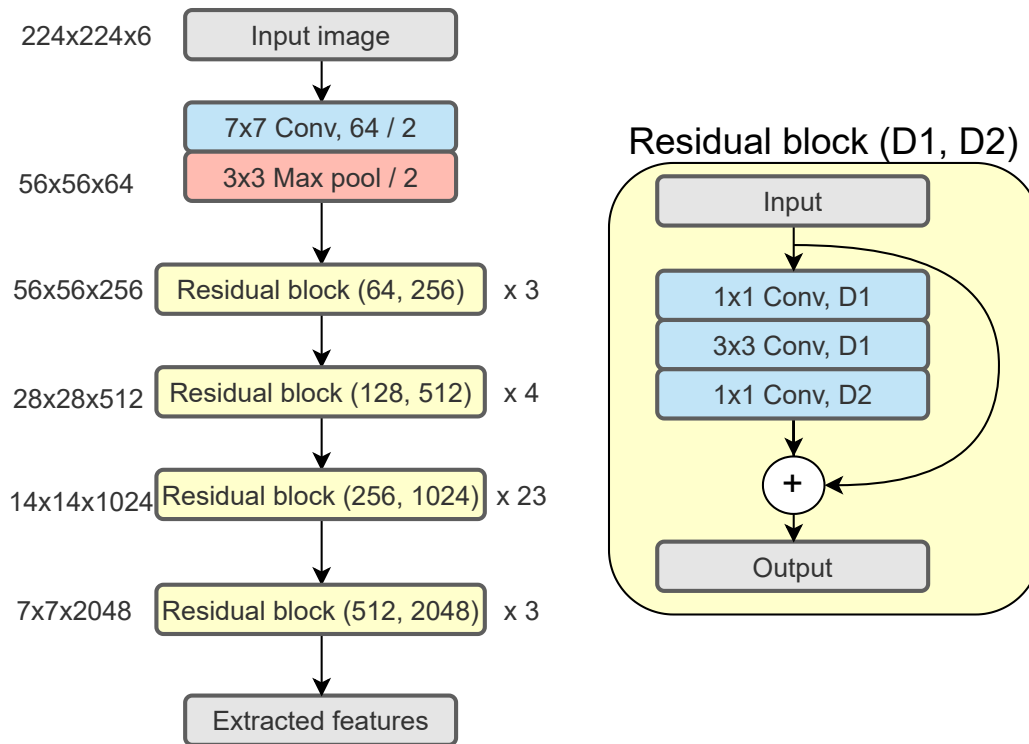 224x224x6
Input image
7x7 Conv, 64 / 2
56x56x64
3x3 Max pool / 2
56x56x256
Residual block (64, 256)
x 3
28x28x512
Residual block (128, 512)
x 4
14x14x1024
Residual block (256, 1024)
x 23
7x7x2048
Residual block (512, 2048)
x 3
Extracted features
Residual block (D1, D2)
Input
1x1 Conv, D1
3x3 Conv, D1
1x1 Conv, D2
+
Output